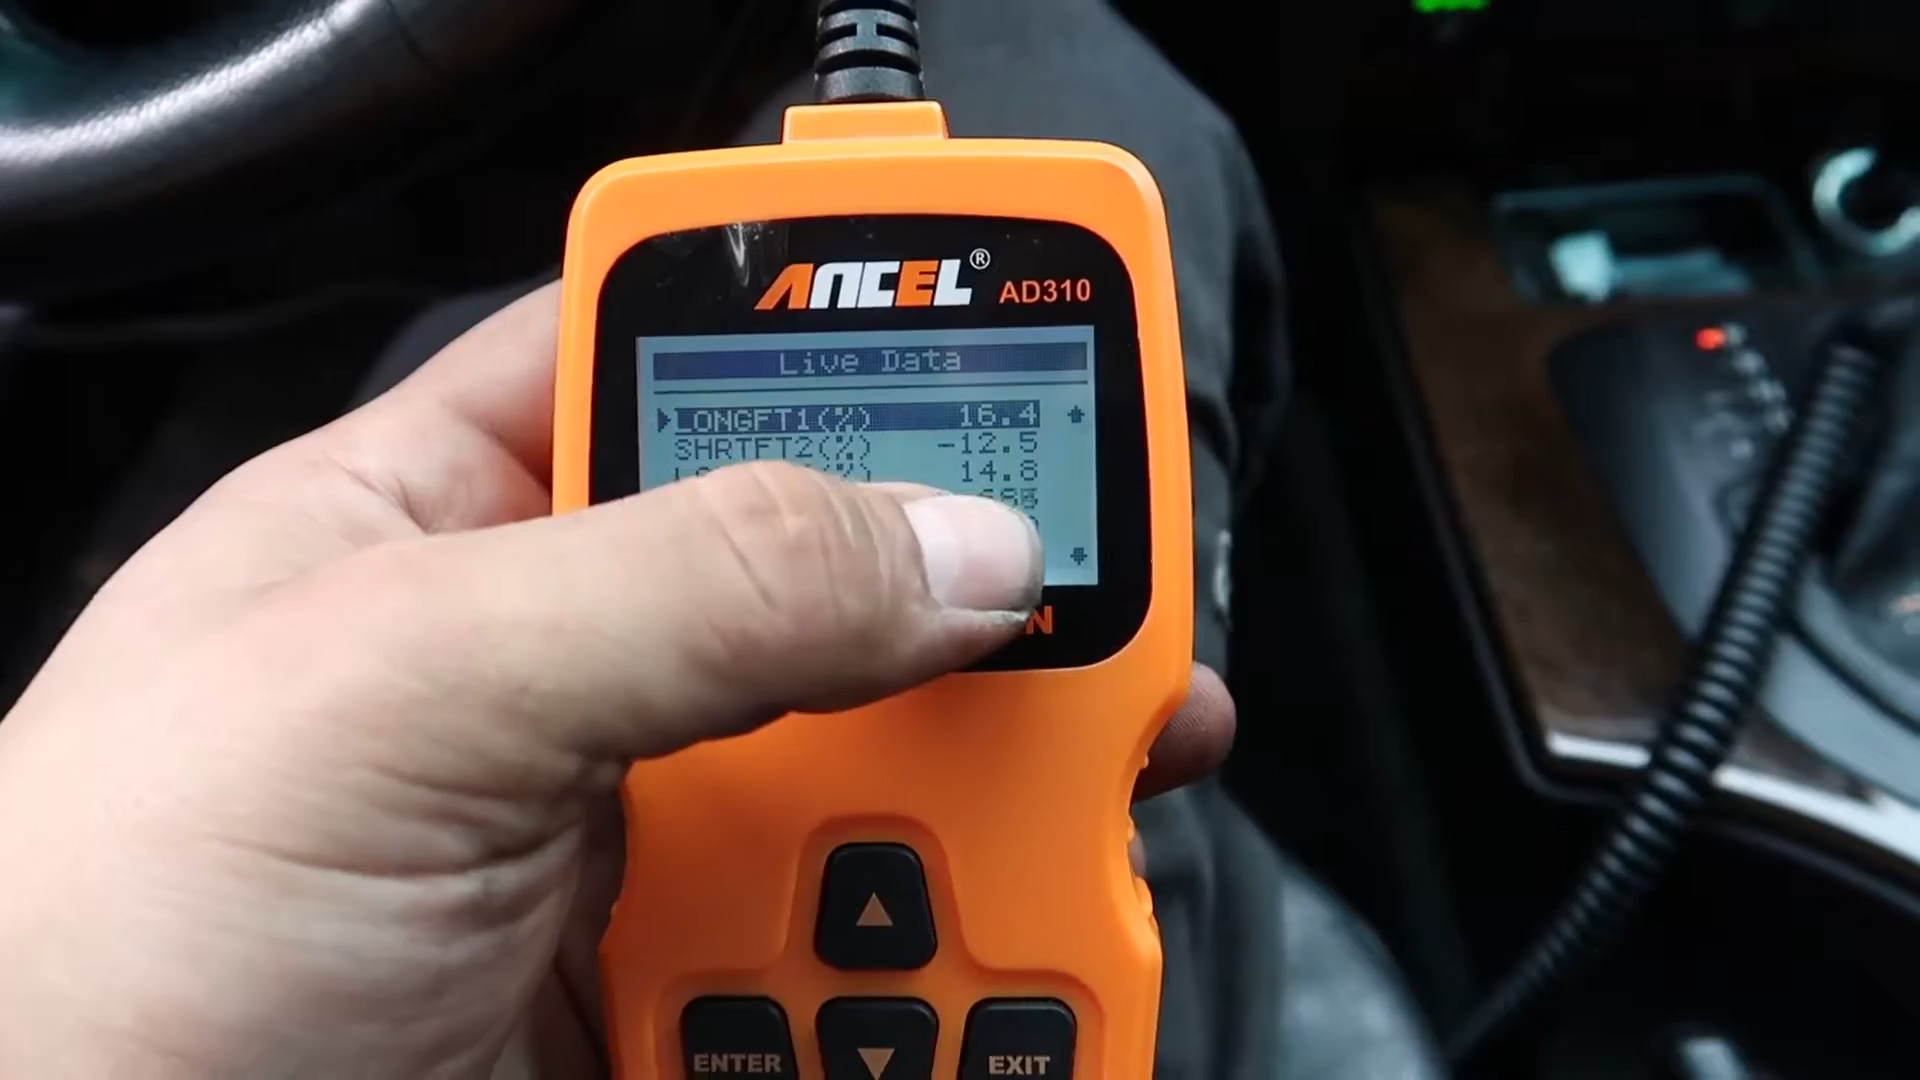 ANCEL® AD310
Live Data
LONGFT1(%) 16.4
SHRTFT2(%) -12.5
14.8
ENTER
EXIT